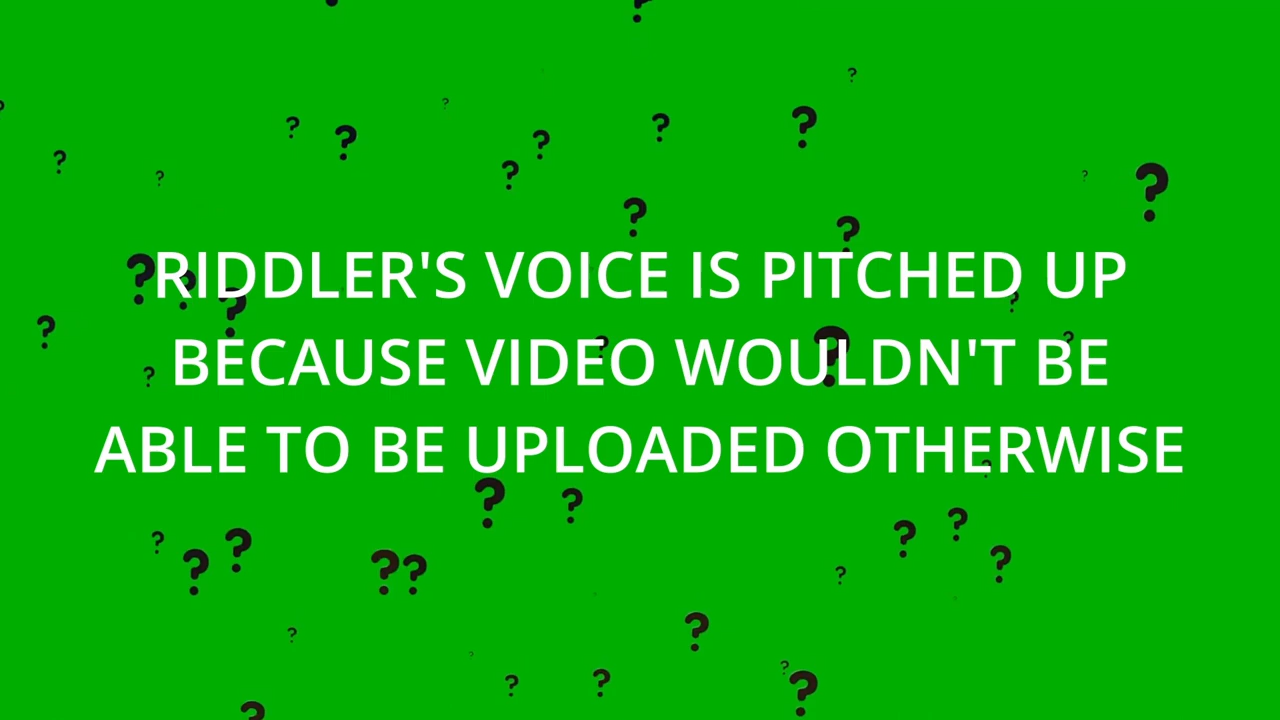 RIDDLER'S VOICE IS PITCHED UP
BECAUSE VIDEO WOULDN'T BE
ABLE TO BE UPLOADED OTHERWISE